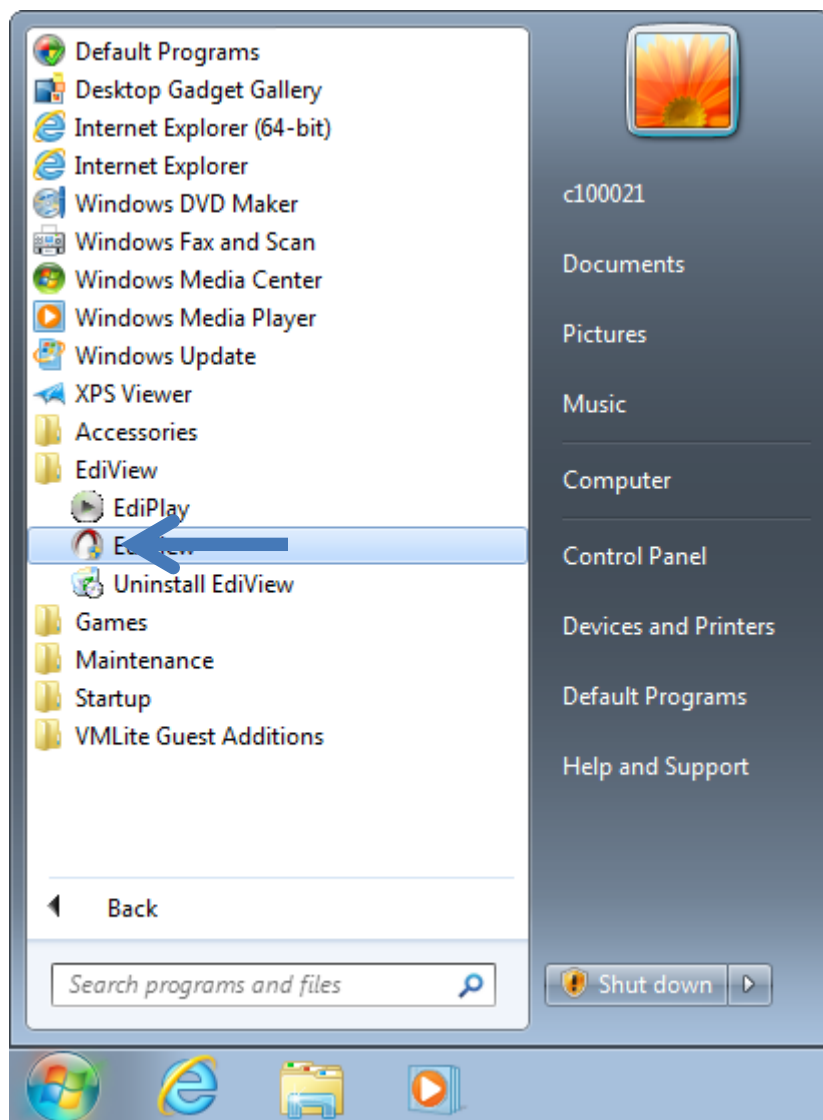 Default Programs
Desktop Gadget Gallery
Internet Explorer (64-bit)
Internet Explorer
Windows DVD Maker
Windows Fax and Scan
Windows Media Center
Windows Media Player
Windows Update
XPS Viewer
Accessories
EdiView
EdiPlay
Uninstall EdiView
Games
Maintenance
Startup
VMLite Guest Additions
Back
Search programs and files
c100021
Documents
Pictures
Music
Computer
Control Panel
Devices and Printers
Default Programs
Help and Support
Shut down